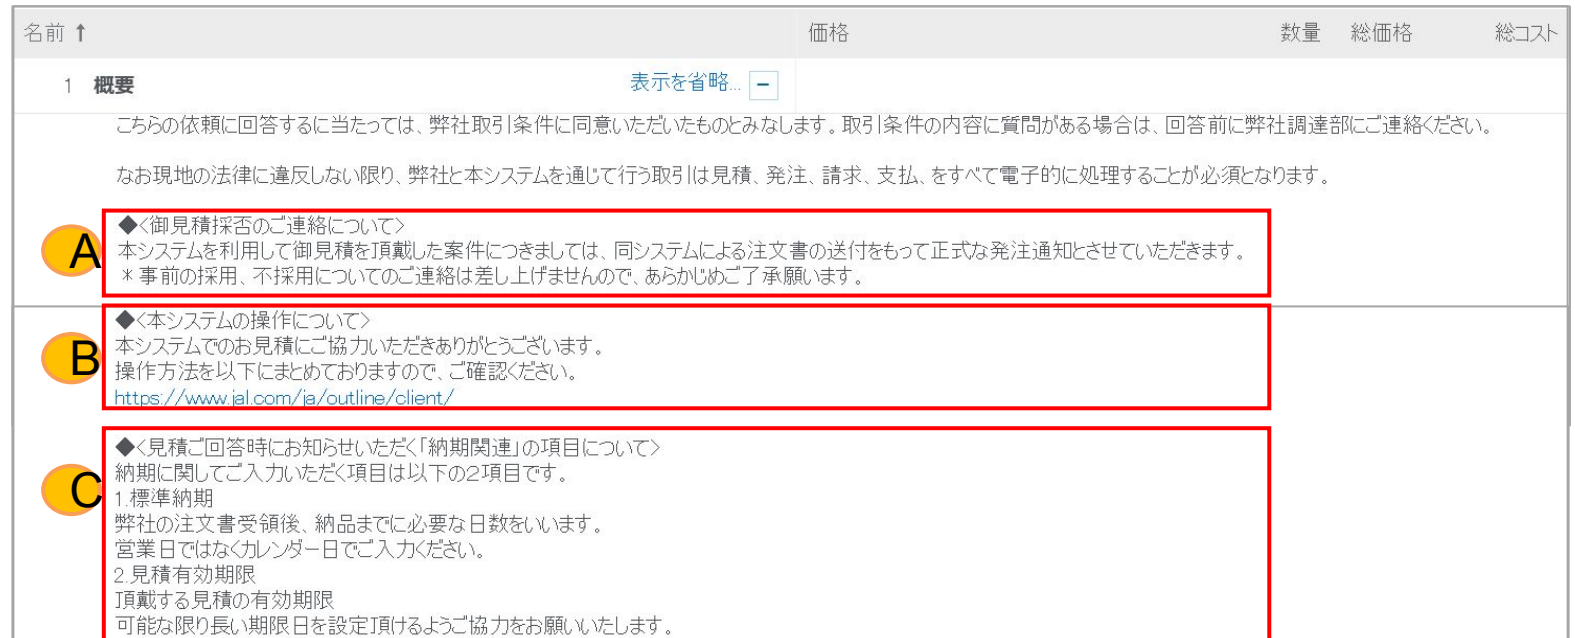 名前 ↑ 価格 数量 総価格 総コスト
1 概要 表示を省略... −
こちらの依頼に回答するに当たっては、弊社取引条件に同意いただいたものとみなします。取引条件の内容に質問がある場合は、回答前に弊社調達部にご連絡ください。
なお現地の法律に違反しない限り、弊社と本システムを通じて行う取引は見積、発注、請求、支払、をすべて電子的に処理することが必須となります。
A
◆<御見積採否のご連絡について>
本システムを利用して御見積を頂戴した案件につきましては、同システムによる注文書の送付をもって正式な発注通知とさせていただきます。
＊事前の採用、不採用についてのご連絡は差し上げませんので、あらかじめご了承願います。
B
◆<本システムの操作について>
本システムでのお見積にご協力いただきありがとうございます。
操作方法を以下にまとめておりますので、ご確認ください。
https://www.jal.com/ja/outline/client/
C
◆<見積ご回答時にお知らせいただく「納期関連」の項目について>
納期に関してご入力いただく項目は以下の2項目です。
1.標準納期
弊社の注文書受領後、納品までに必要な日数をいいます。
営業日ではなくカレンダー日でご入力ください。
2.見積有効期限
頂戴する見積の有効期限
可能な限り長い期限日を設定頂けるようご協力をお願いいたします。